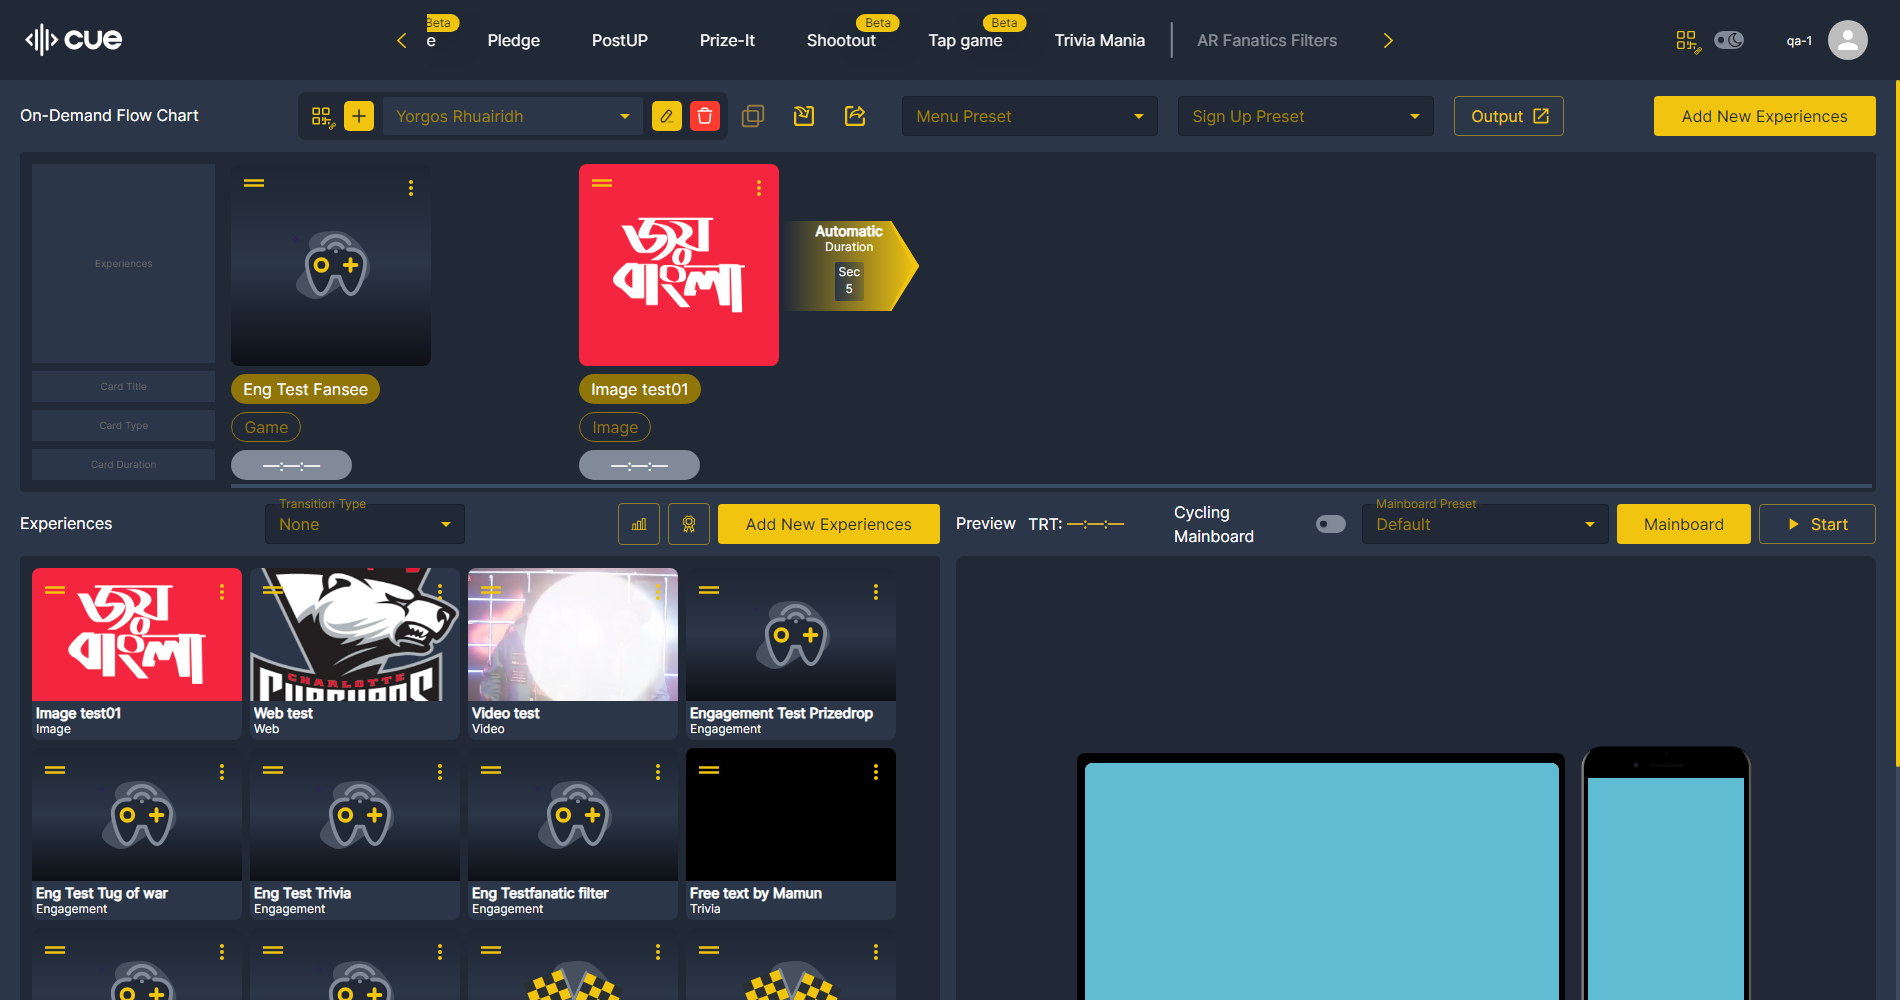 cue
e
Beta
Pledge
PostUP
Prize-It
Shootout
Beta
Tap game
Beta
Trivia Mania
AR Fanatics Filters
qa-1
On-Demand Flow Chart
Yorgos Rhuairidh
Menu Preset
Sign Up Preset
Output
Add New Experiences
Experiences
Card Title
Card Type
Card Duration
Eng Test Fansee
Game
—:—:—
জয়
বাংলা
Image test01
Image
—:—:—
Automatic
Duration
Sec
5
Experiences
Transition Type
None
Add New Experiences
Preview
TRT: —:—:—
Cycling
Mainboard
Mainboard Preset
Default
Mainboard
Start
জয়
বাংলা
Image test01
Image
CHARLOTTE
Web test
Web
Video test
Video
Engagement Test Prizedrop
Engagement
Eng Test Tug of war
Engagement
Eng Test Trivia
Engagement
Eng Testfanatic filter
Engagement
Free text by Mamun
Trivia